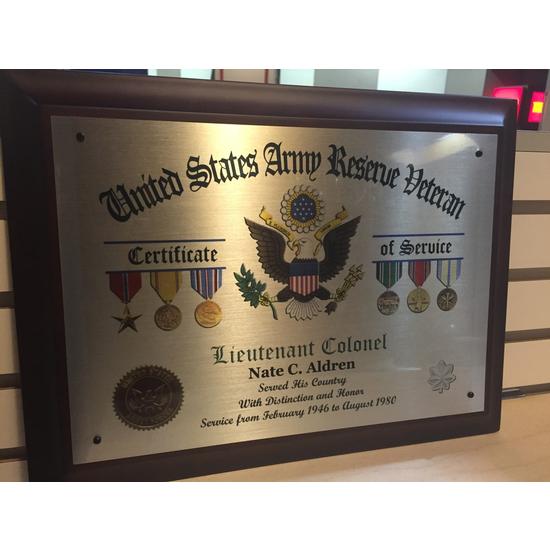 United States Army Reserve Veteran
Certificate of Service
Lieutenant Colonel
Nate C. Aldren
Served His Country
With Distinction and Honor
Service from February 1946 to August 1980